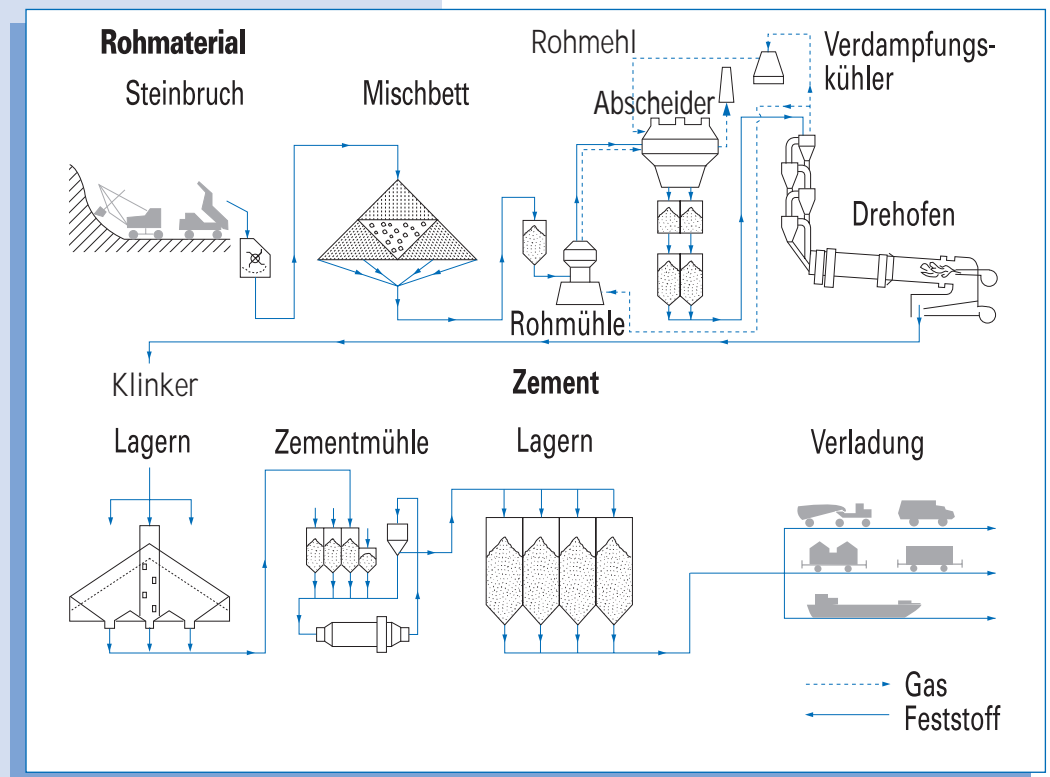 Rohmaterial
Steinbruch
Mischbett
Rohmehl
Abscheider
Verdampfungs-
kühler
Drehofen
Rohmühle
Klinker
Lagern
Zementmühle
Zement
Lagern
Verladung
Gas
Feststoff